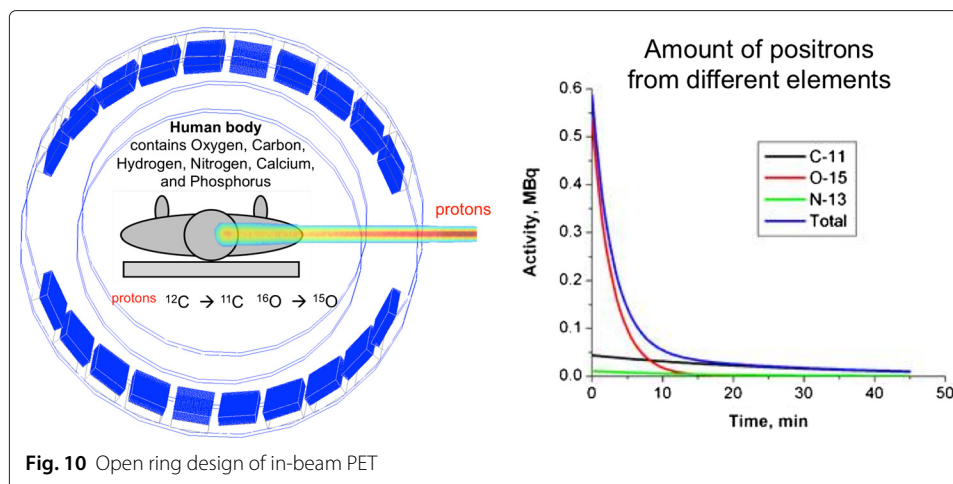 Human body
contains Oxygen, Carbon,
Hydrogen, Nitrogen, Calcium,
and Phosphorus
protons
protons ¹²C → ¹¹C ¹⁶O → ¹⁵O
Amount of positrons
from different elements
Activity, MBq
0.6
0.5
0.4
0.3
0.2
0.1
0.0
C-11
O-15
N-13
Total
0 10 20 30 40 50
Time, min
Fig. 10 Open ring design of in-beam PET